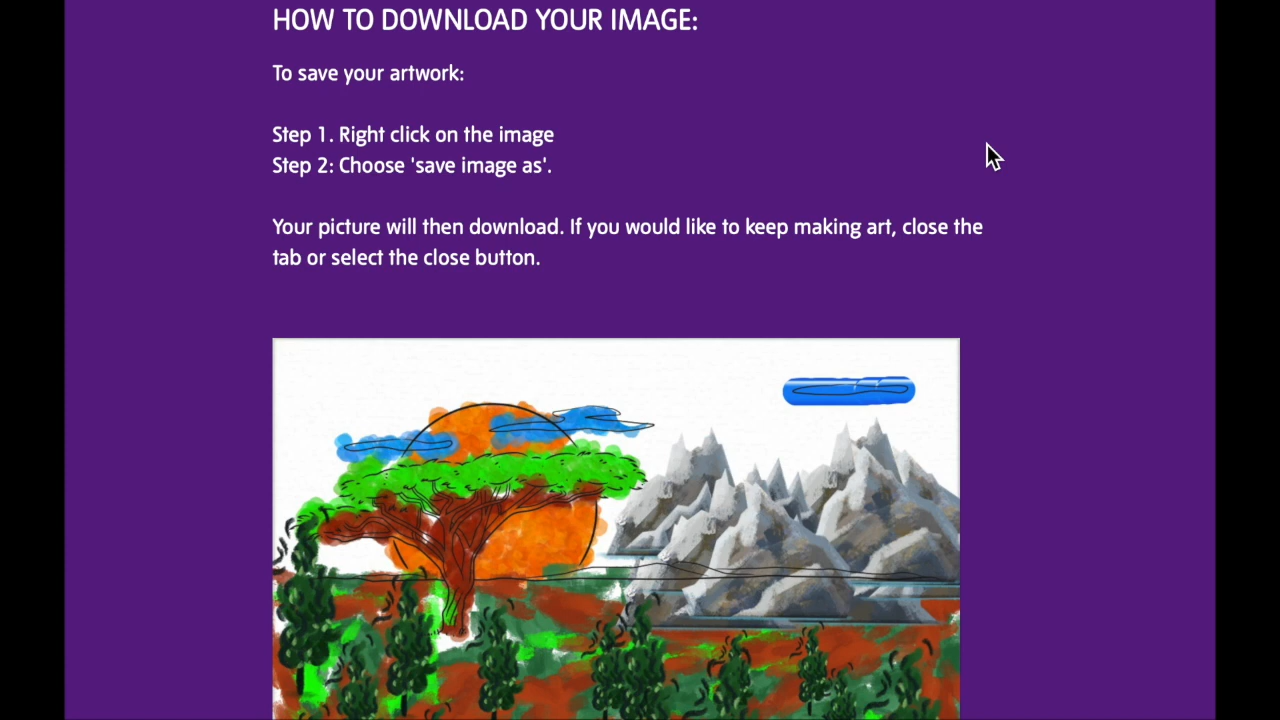 HOW TO DOWNLOAD YOUR IMAGE:
To save your artwork:
Step 1. Right click on the image
Step 2: Choose 'save image as'.
Your picture will then download. If you would like to keep making art, close the
tab or select the close button.